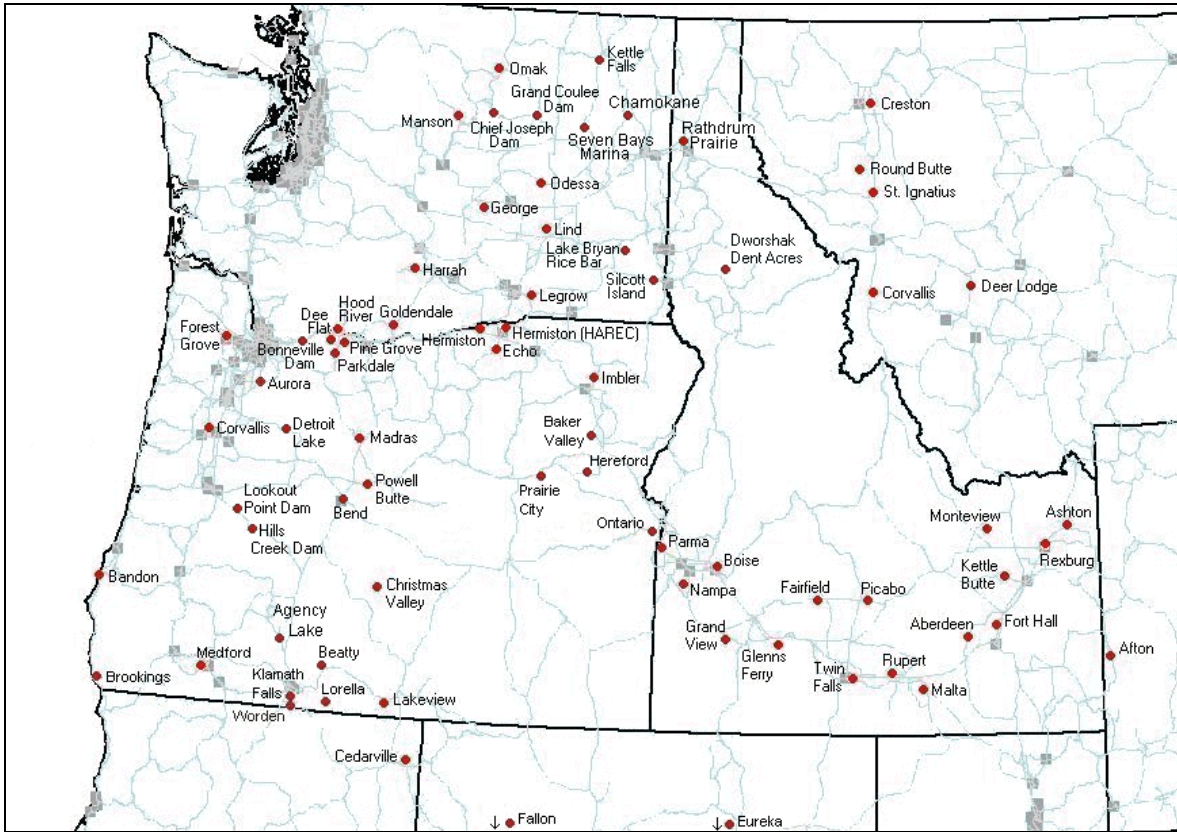 Kettle
Falls
Omak
Grand Coulee
Dam
Chamokane
Creston
Manson
Chief Joseph
Dam
Seven Bays
Marina
Rathdrum
Prairie
Round Butte
St. Ignatius
Odessa
George
Lind
Lake Bryan
Rice Bar
Dworshak
Dent Acres
Harrah
Silcott
Island
Deer Lodge
Corvallis
Legrow
Hood
River
Dee
Flat
Goldendale
Forest
Grove
Hermiston
Hermiston (HAREC)
Bonneville
Dam
Pine Grove
Parkdale
Echo
Aurora
Imbler
Corvallis
Detroit
Lake
Madras
Baker
Valley
Hereford
Powell
Butte
Prairie
City
Lookout
Point Dam
Bend
Hills
Creek Dam
Ontario
Parma
Monteview
Ashton
Rexburg
Boise
Kettle
Butte
Bandon
Christmas
Valley
Nampa
Fairfield
Picabo
Agency
Lake
Grand
View
Glenns
Ferry
Aberdeen
Fort Hall
Afton
Medford
Beatty
Brookings
Klamath
Falls
Lorella
Lakeview
Worden
Twin
Falls
Rupert
Malta
Cedarville
Fallon
Eureka